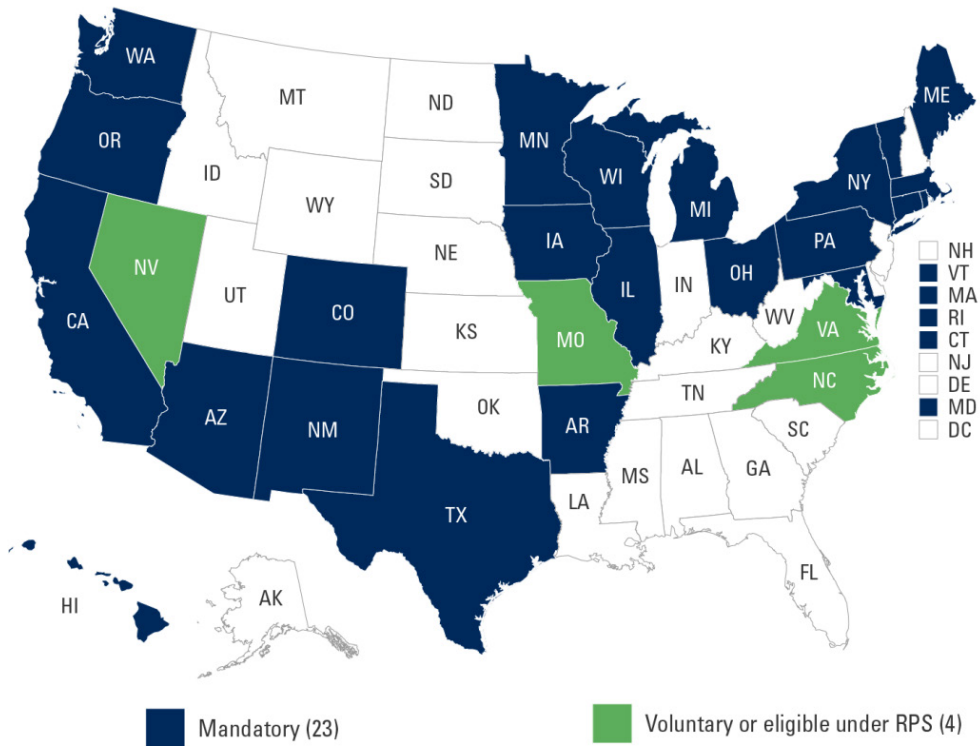 WA
ME
MT
ND
MN
OR
NY
ID
SD
WI
WY
MI
PA
IA
NE
NH
VT
OH
NV
IN
IL
MA
UT
CO
RI
CA
WV
VA
CT
KS
MO
KY
NJ
NC
DE
TN
MD
OK
AZ
NM
AR
DC
SC
MS
AL
GA
LA
TX
FL
AK
HI
Mandatory (23)
Voluntary or eligible under RPS (4)